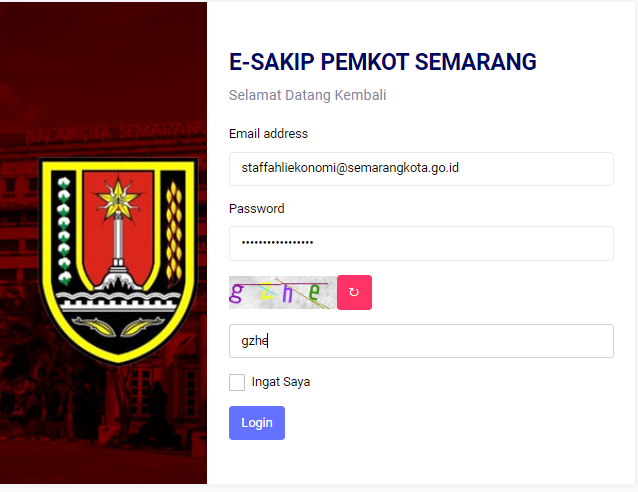 E-SAKIP PEMKOT SEMARANG
Selamat Datang Kembali
Email address
staffahliekonomi@semarangkota.go.id
Password
•••••••••••••••••
gzhe
gzhe
Ingat Saya
Login